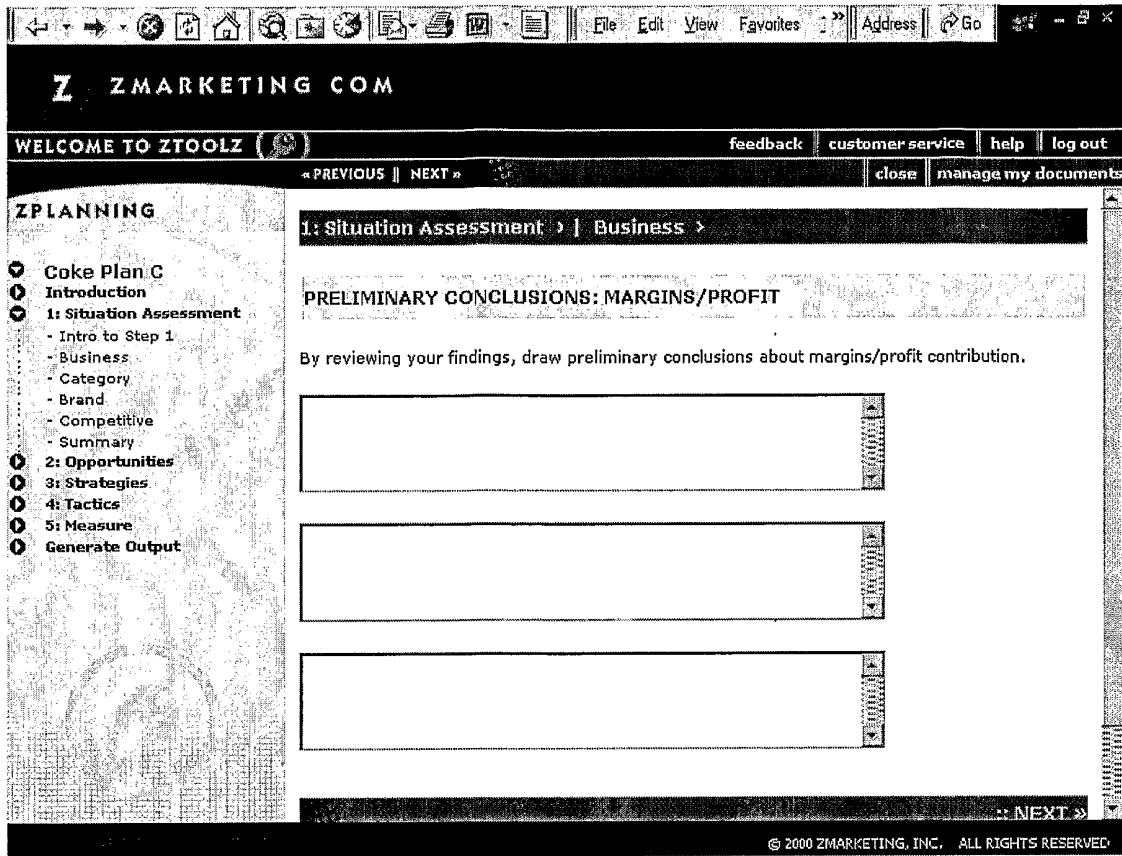 File Edit View Favorites » Address Go
Z ZMARKETING COM
WELCOME TO ZTOOLZ
feedback customer service help log out
« PREVIOUS || NEXT »
close manage my documents
ZPLANNING
Coke Plan C
Introduction
1: Situation Assessment
- Intro to Step 1
- Business
- Category
- Brand
- Competitive
- Summary
2: Opportunities
3: Strategies
4: Tactics
5: Measure
Generate Output
1: Situation Assessment > | Business >
PRELIMINARY CONCLUSIONS: MARGINS/PROFIT
By reviewing your findings, draw preliminary conclusions about margins/profit contribution.
:: NEXT »
© 2000 ZMARKETING, INC. ALL RIGHTS RESERVED